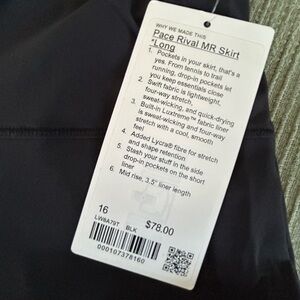 WHY WE MADE THIS
Pace Rival MR Skirt
*Long
1. Pockets in your skirt, that's a
yes. From tennis to trail
running, drop-in pockets let
you keep essentials close
2. Swift fabric is lightweight,
four-way stretch,
sweat-wicking, and quick-drying
3. Built-in Luxtreme™ fabric liner
is sweat-wicking and four-way
stretch with a cool, smooth
feel
4. Added Lycra® fibre for stretch
and shape retention
5. Stash your stuff in the side
drop-in pockets on the short
liner
6. Mid rise, 3.5" liner length
16
$78.00
LW8A79T
BLK
000107378160